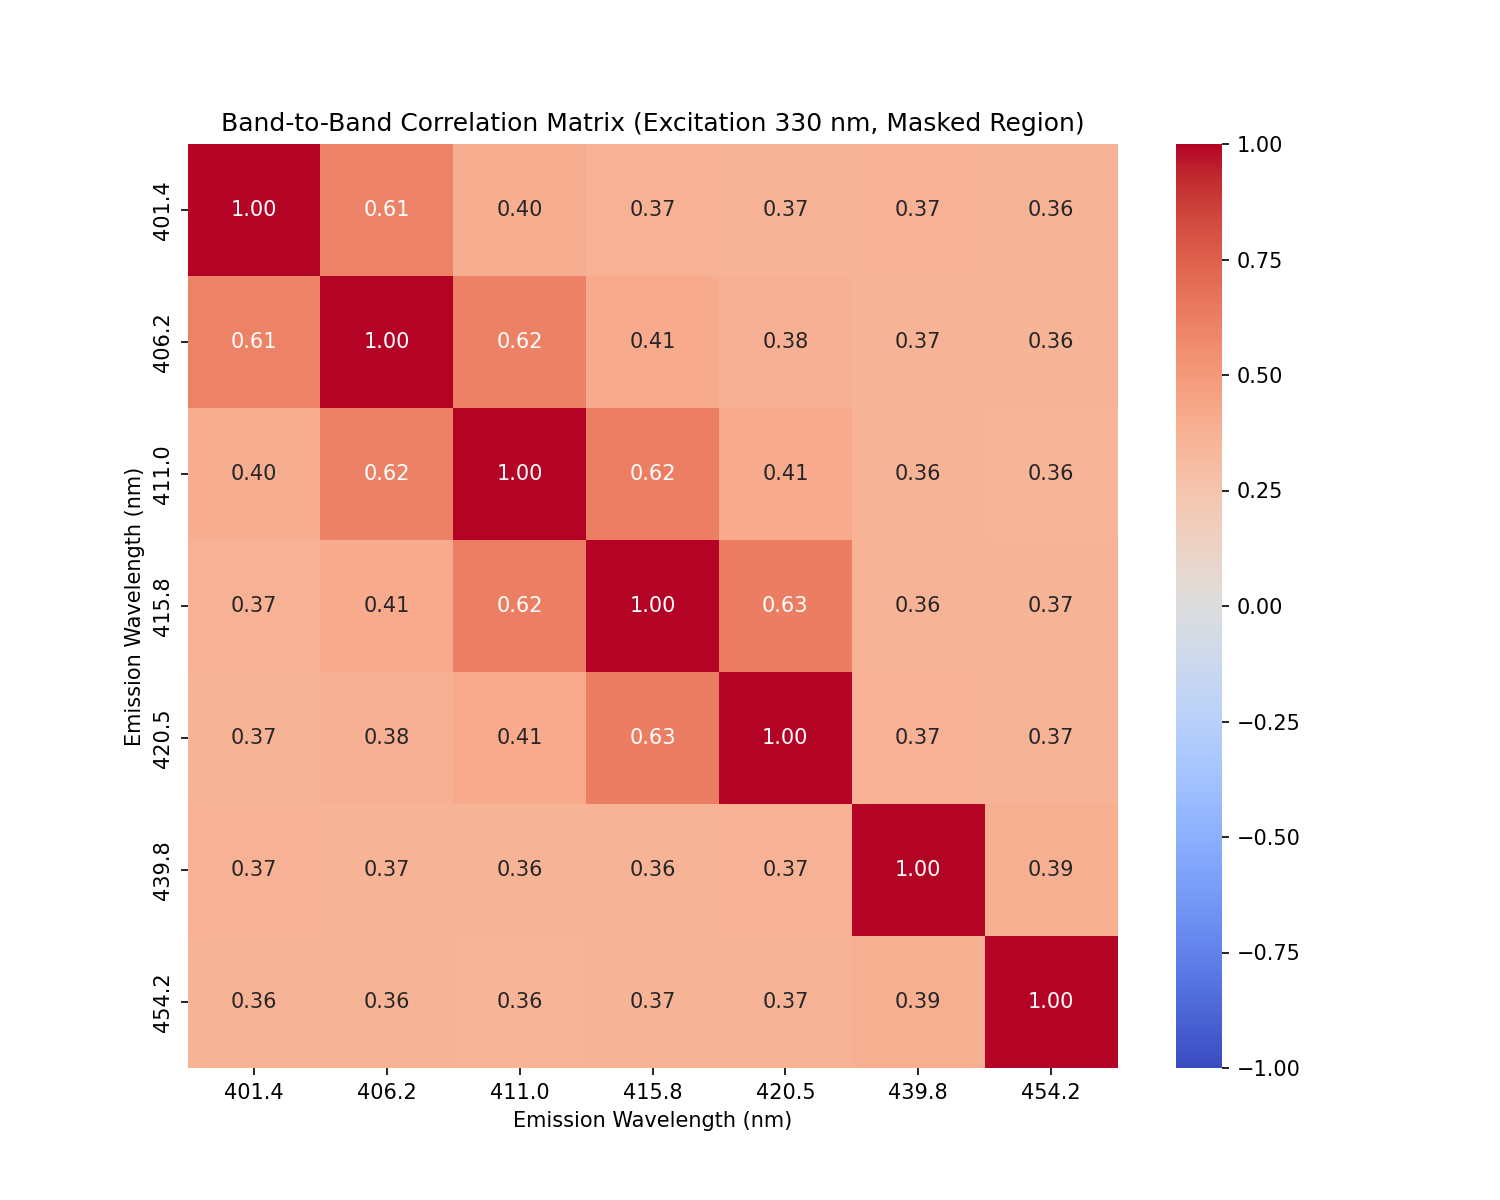 Band-to-Band Correlation Matrix (Excitation 330 nm, Masked Region)
Emission Wavelength (nm)
401.4 1.00 0.61 0.40 0.37 0.37 0.37 0.36
406.2 0.61 1.00 0.62 0.41 0.38 0.37 0.36
411.0 0.40 0.62 1.00 0.62 0.41 0.36 0.36
415.8 0.37 0.41 0.62 1.00 0.63 0.36 0.37
420.5 0.37 0.38 0.41 0.63 1.00 0.37 0.37
439.8 0.37 0.37 0.36 0.36 0.37 1.00 0.39
454.2 0.36 0.36 0.36 0.37 0.37 0.39 1.00
401.4 406.2 411.0 415.8 420.5 439.8 454.2
Emission Wavelength (nm)
1.00
0.75
0.50
0.25
0.00
−0.25
−0.50
−0.75
−1.00